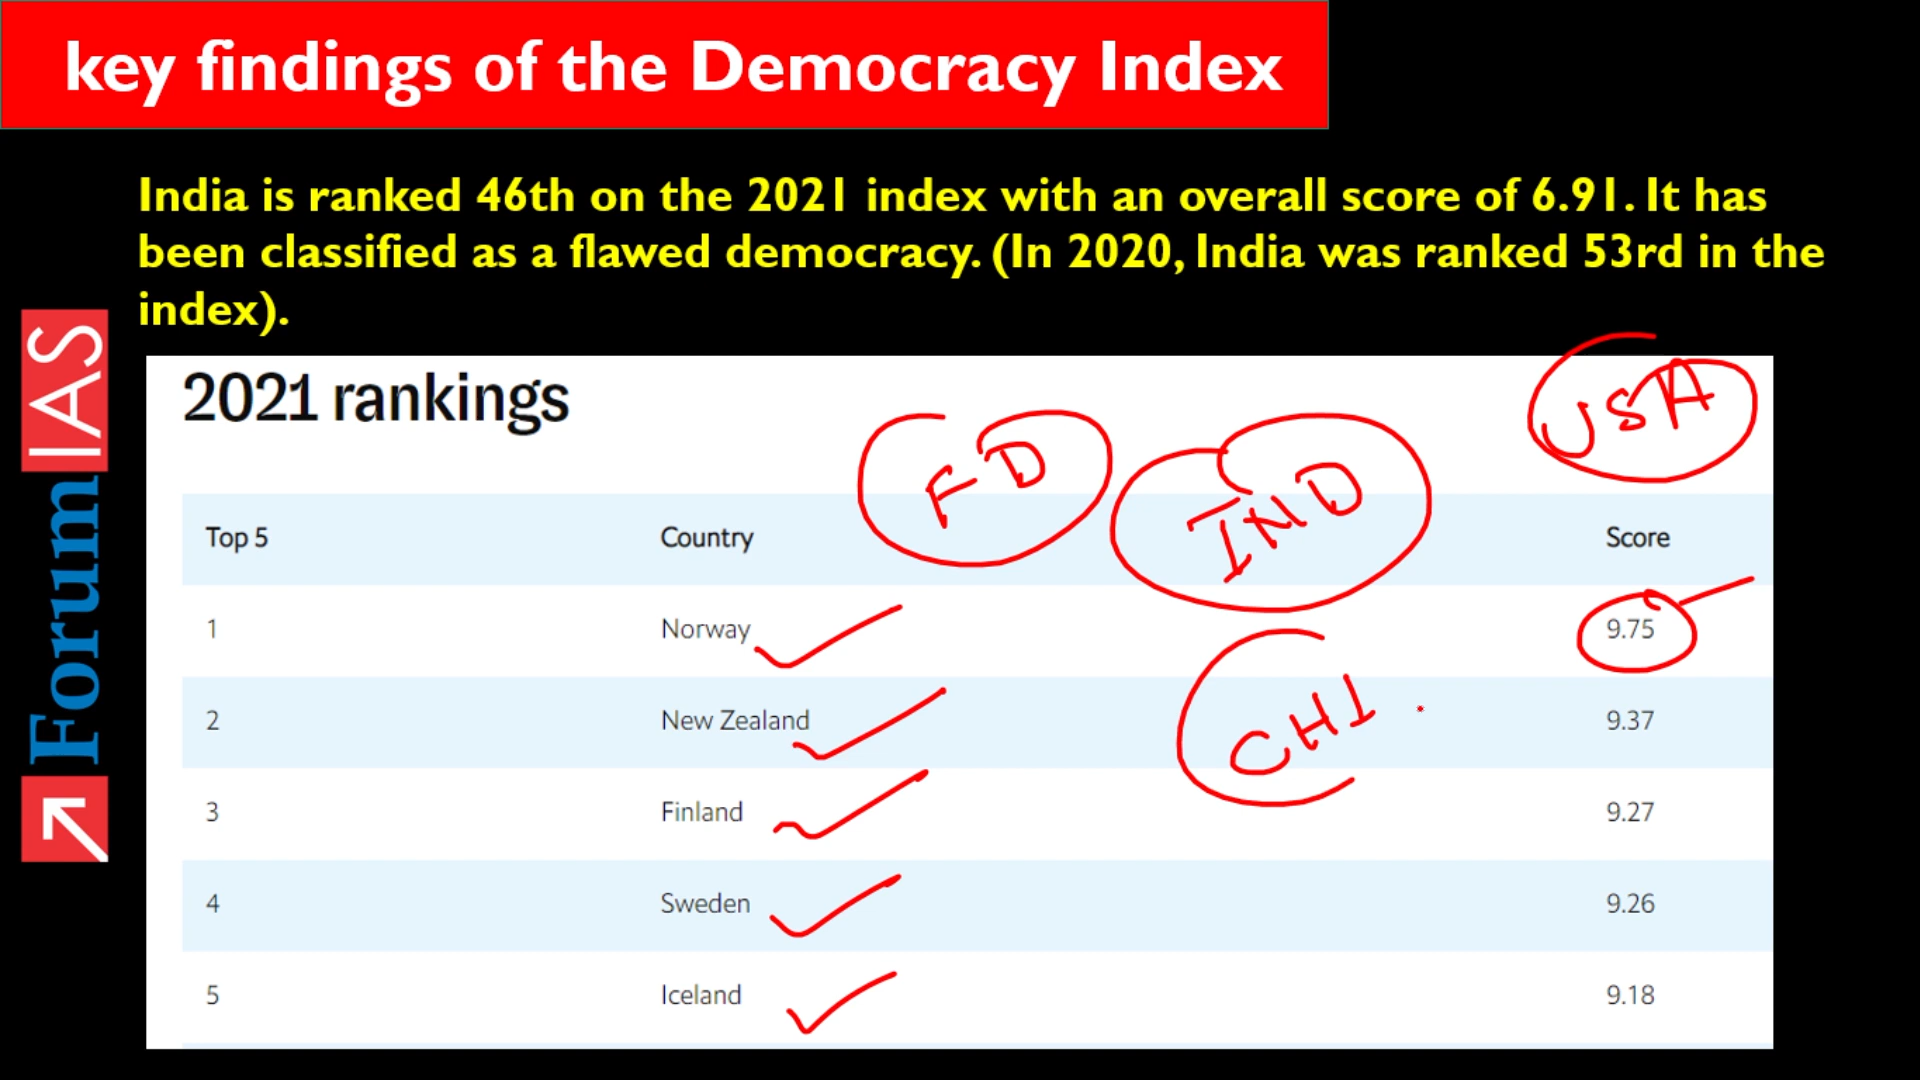 key findings of the Democracy Index
India is ranked 46th on the 2021 index with an overall score of 6.91. It has
been classified as a flawed democracy. (In 2020, India was ranked 53rd in the
index).
Forum|AS
2021 rankings
USA
FD
IND
Top 5 Country Score
1 Norway 9.75
2 New Zealand 9.37
CHI
3 Finland 9.27
4 Sweden 9.26
5 Iceland 9.18